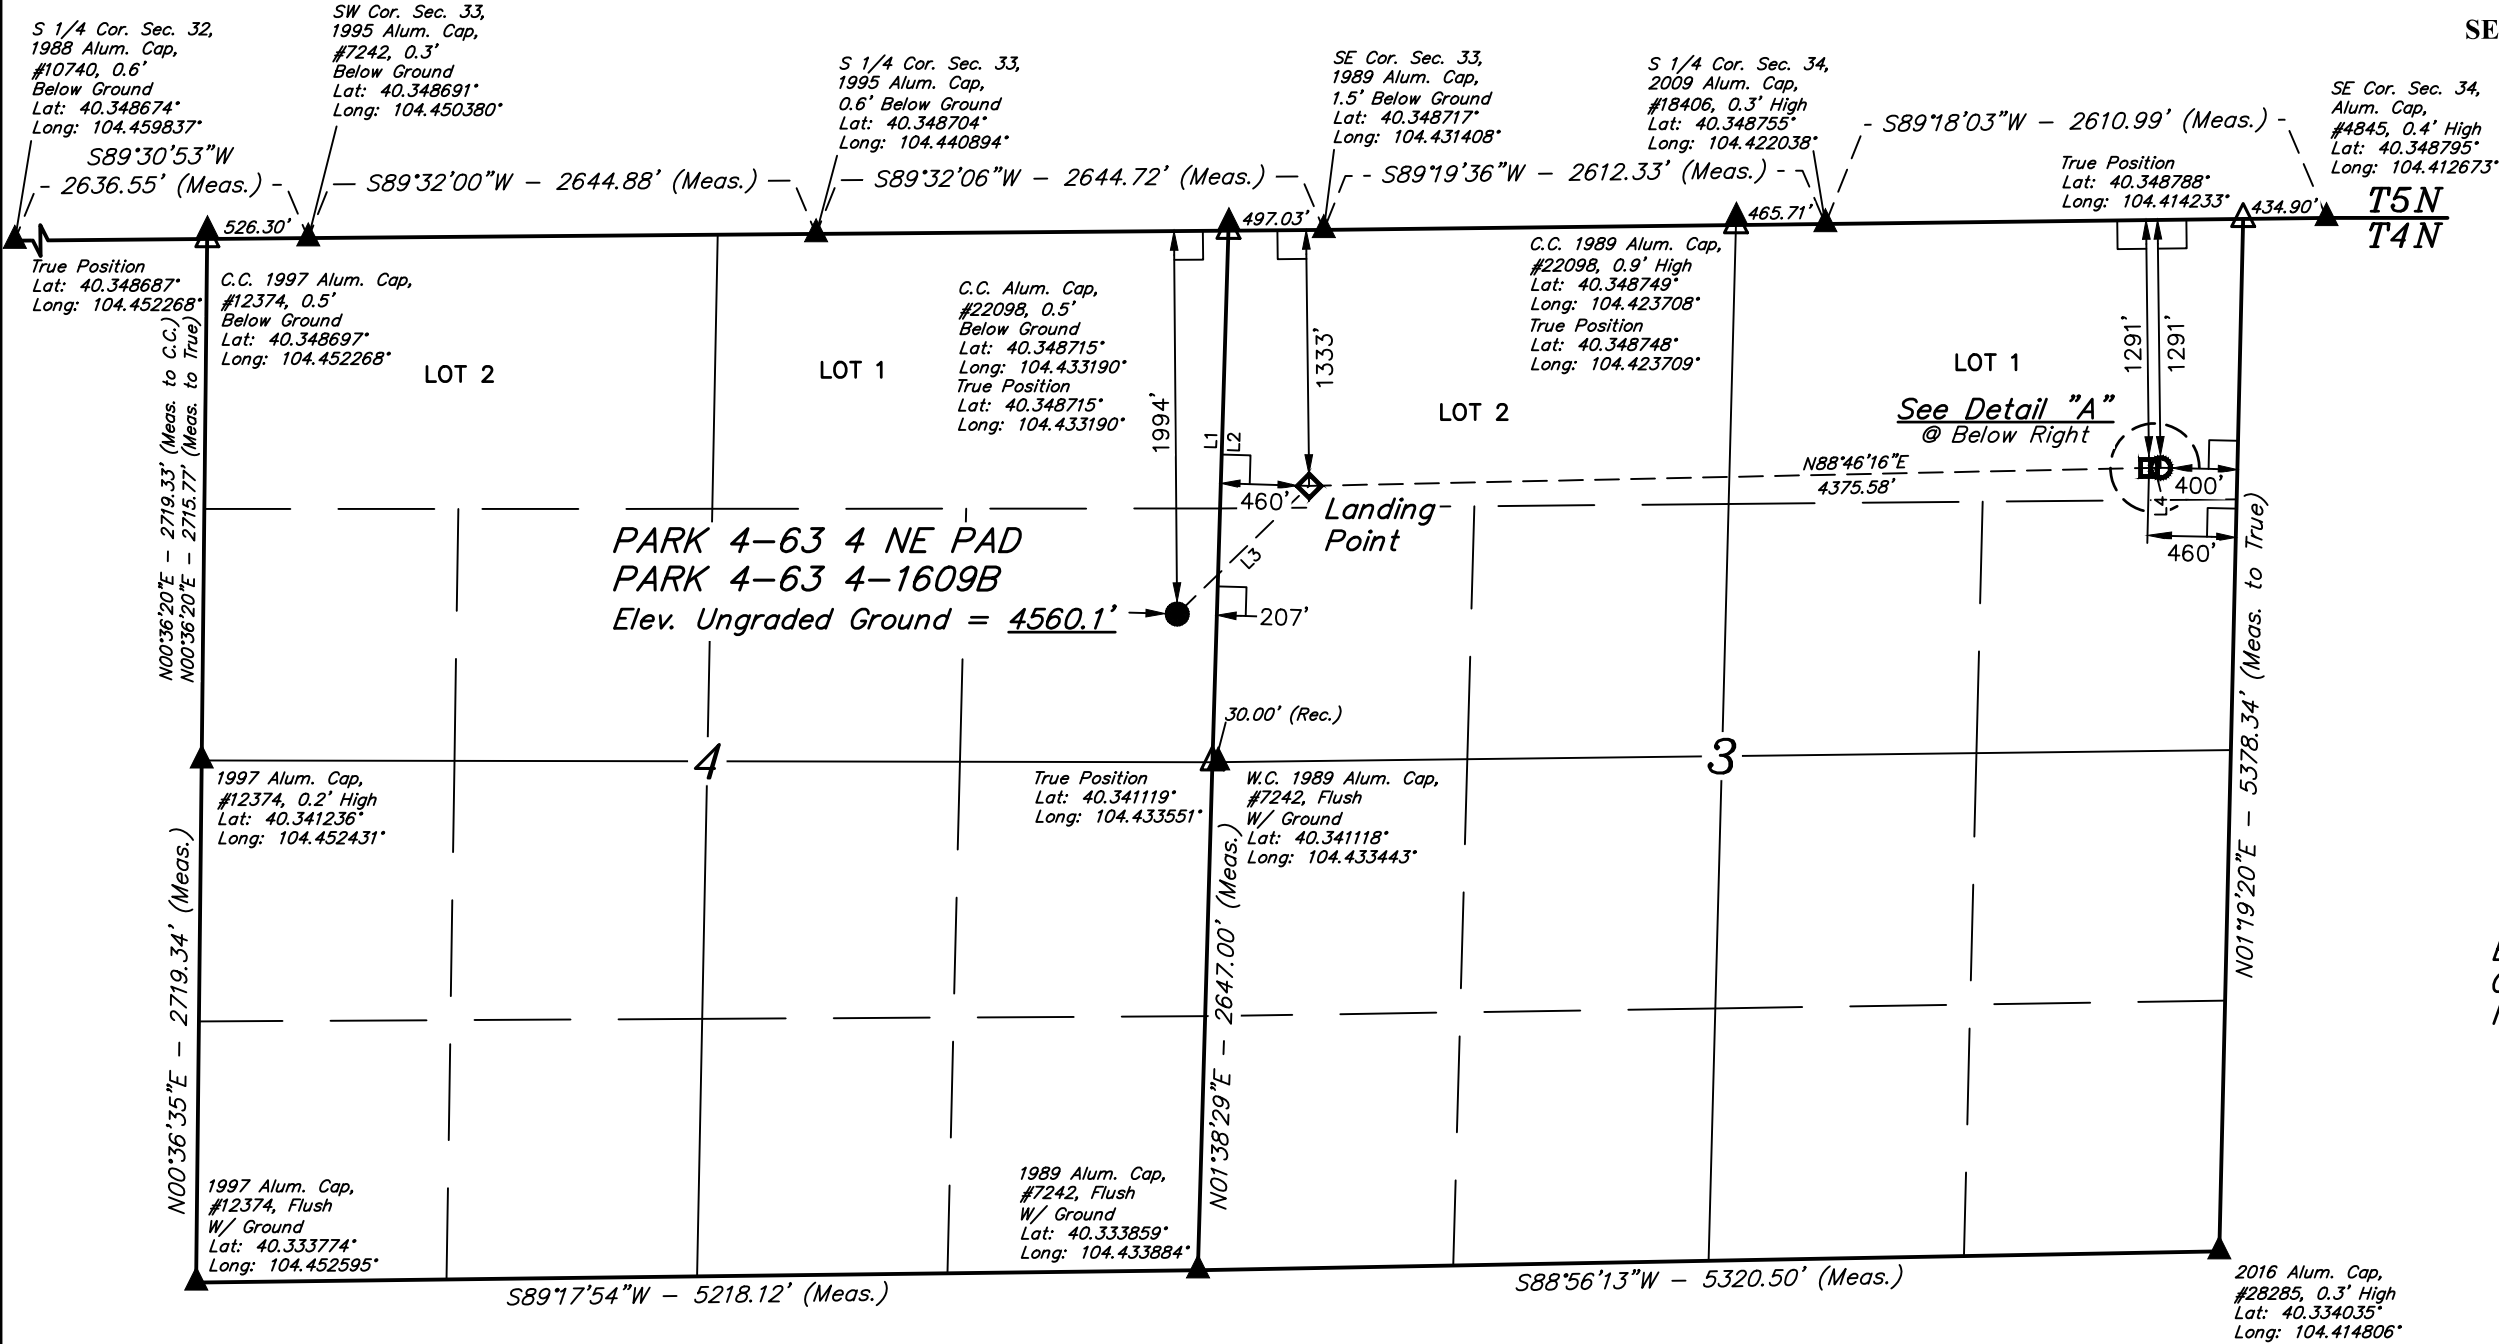 SE
S 1/4 Cor. Sec. 32,
1988 Alum. Cap,
#10740, 0.6'
Below Ground
Lat: 40.348674°
Long: 104.459837°
SW Cor. Sec. 33,
1995 Alum. Cap,
#7242, 0.3'
Below Ground
Lat: 40.348691°
Long: 104.450380°
S 1/4 Cor. Sec. 33,
1995 Alum. Cap,
0.6' Below Ground
Lat: 40.348704°
Long: 104.440894°
SE Cor. Sec. 33,
1989 Alum. Cap,
1.5' Below Ground
Lat: 40.348717°
Long: 104.431408°
S 1/4 Cor. Sec. 34,
2009 Alum. Cap,
#18406, 0.3' High
Lat: 40.348755°
Long: 104.422038°
SE Cor. Sec. 34,
Alum. Cap,
#4845, 0.4' High
Lat: 40.348795°
Long: 104.412673°
S89°30'53"W
- 2636.55' (Meas.) -
— S89°32'00"W - 2644.88' (Meas.) —
— S89°32'06"W - 2644.72' (Meas.) —
- S89°19'36"W - 2612.33' (Meas.) -
- S89°18'03"W - 2610.99' (Meas.) -
True Position
Lat: 40.348788°
Long: 104.414233°
T5N
T4N
526.30'
497.03'
465.71'
434.90'
True Position
Lat: 40.348687°
Long: 104.452268°
C.C. 1997 Alum. Cap,
#12374, 0.5'
Below Ground
Lat: 40.348697°
Long: 104.452268°
C.C. Alum. Cap,
#22098, 0.5'
Below Ground
Lat: 40.348715°
Long: 104.433190°
True Position
Lat: 40.348715°
Long: 104.433190°
C.C. 1989 Alum. Cap,
#22098, 0.9' High
Lat: 40.348749°
Long: 104.423708°
True Position
Lat: 40.348748°
Long: 104.423709°
LOT 2
LOT 1
LOT 2
LOT 1
1994'
1333'
1291'
1291'
L1
L2
See Detail "A"
@ Below Right
N88°46'16"E
4375.58'
400'
L4
460'
460'
Landing
Point
L3
PARK 4-63 4 NE PAD
PARK 4-63 4-1609B
Elev. Ungraded Ground = 4560.1'
207'
N00°36'20"E - 2719.33' (Meas. to C.C.)
N00°36'20"E - 2715.77' (Meas. to True)
N01°19'20"E - 5378.34' (Meas. to True)
30.00' (Rec.)
4
3
1997 Alum. Cap,
#12374, 0.2' High
Lat: 40.341236°
Long: 104.452431°
True Position
Lat: 40.341119°
Long: 104.433551°
W.C. 1989 Alum. Cap,
#7242, Flush
W/ Ground
Lat: 40.341118°
Long: 104.433443°
N00°36'35"E - 2719.34' (Meas.)
N01°38'29"E - 2647.00' (Meas.)
1997 Alum. Cap,
#12374, Flush
W/ Ground
Lat: 40.333774°
Long: 104.452595°
1989 Alum. Cap,
#7242, Flush
W/ Ground
Lat: 40.333859°
Long: 104.433884°
S89°17'54"W - 5218.12' (Meas.)
S88°56'13"W - 5320.50' (Meas.)
2016 Alum. Cap,
#28285, 0.3' High
Lat: 40.334035°
Long: 104.414806°